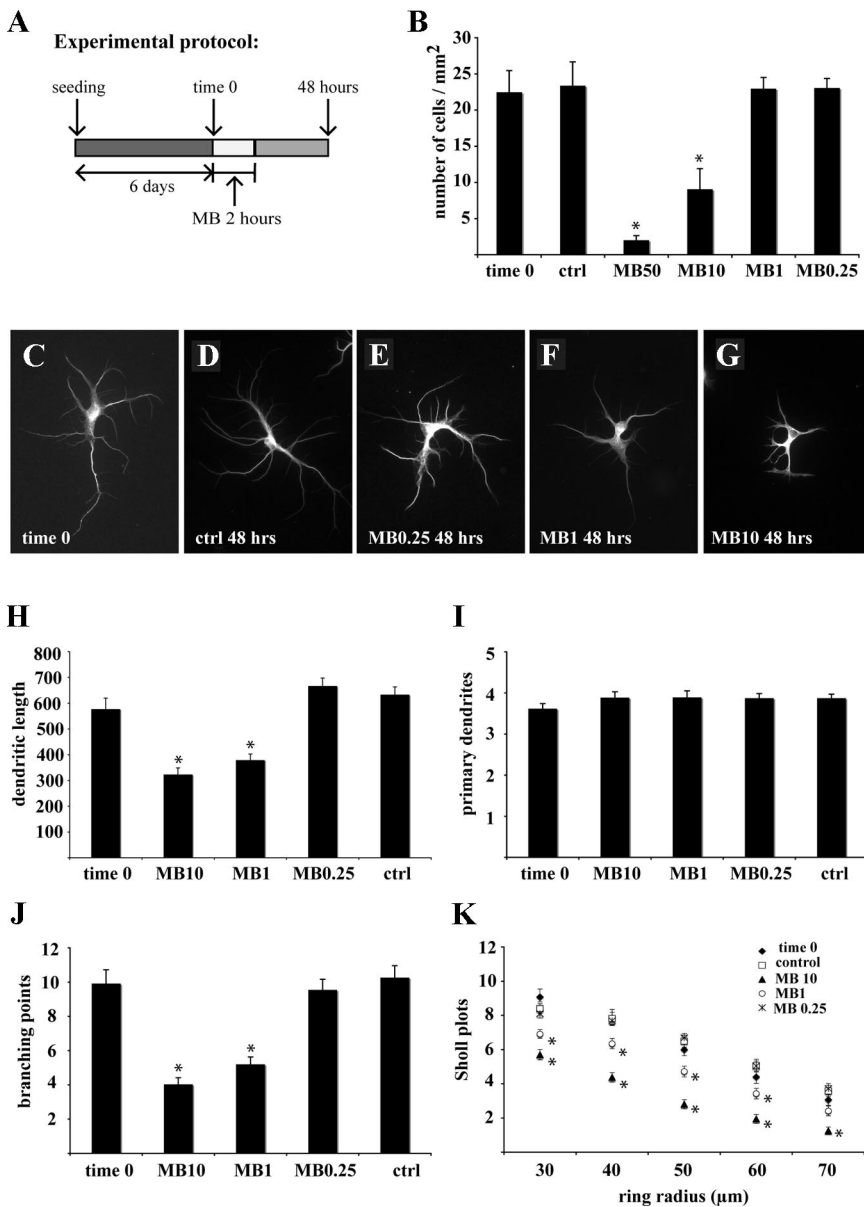 A
Experimental protocol:
seeding
time 0
48 hours
6 days
MB 2 hours
B
number of cells / mm²
30
25
20
15
10
5
*
*
time 0 ctrl MB50 MB10 MB1 MB0.25
C
time 0
D
ctrl 48 hrs
E
MB0.25 48 hrs
F
MB1 48 hrs
G
MB10 48 hrs
H
dendritic length
800
700
600
500
400
300
200
100
*
*
time 0 MB10 MB1 MB0.25 ctrl
I
primary dendrites
5
4
3
2
1
time 0 MB10 MB1 MB0.25 ctrl
J
branching points
12
10
8
6
4
2
*
*
time 0 MB10 MB1 MB0.25 ctrl
K
Sholl plots
12
10
8
6
4
2
time 0
control
MB 10
MB1
MB 0.25
*
*
*
*
*
*
*
*
*
30 40 50 60 70
ring radius (µm)